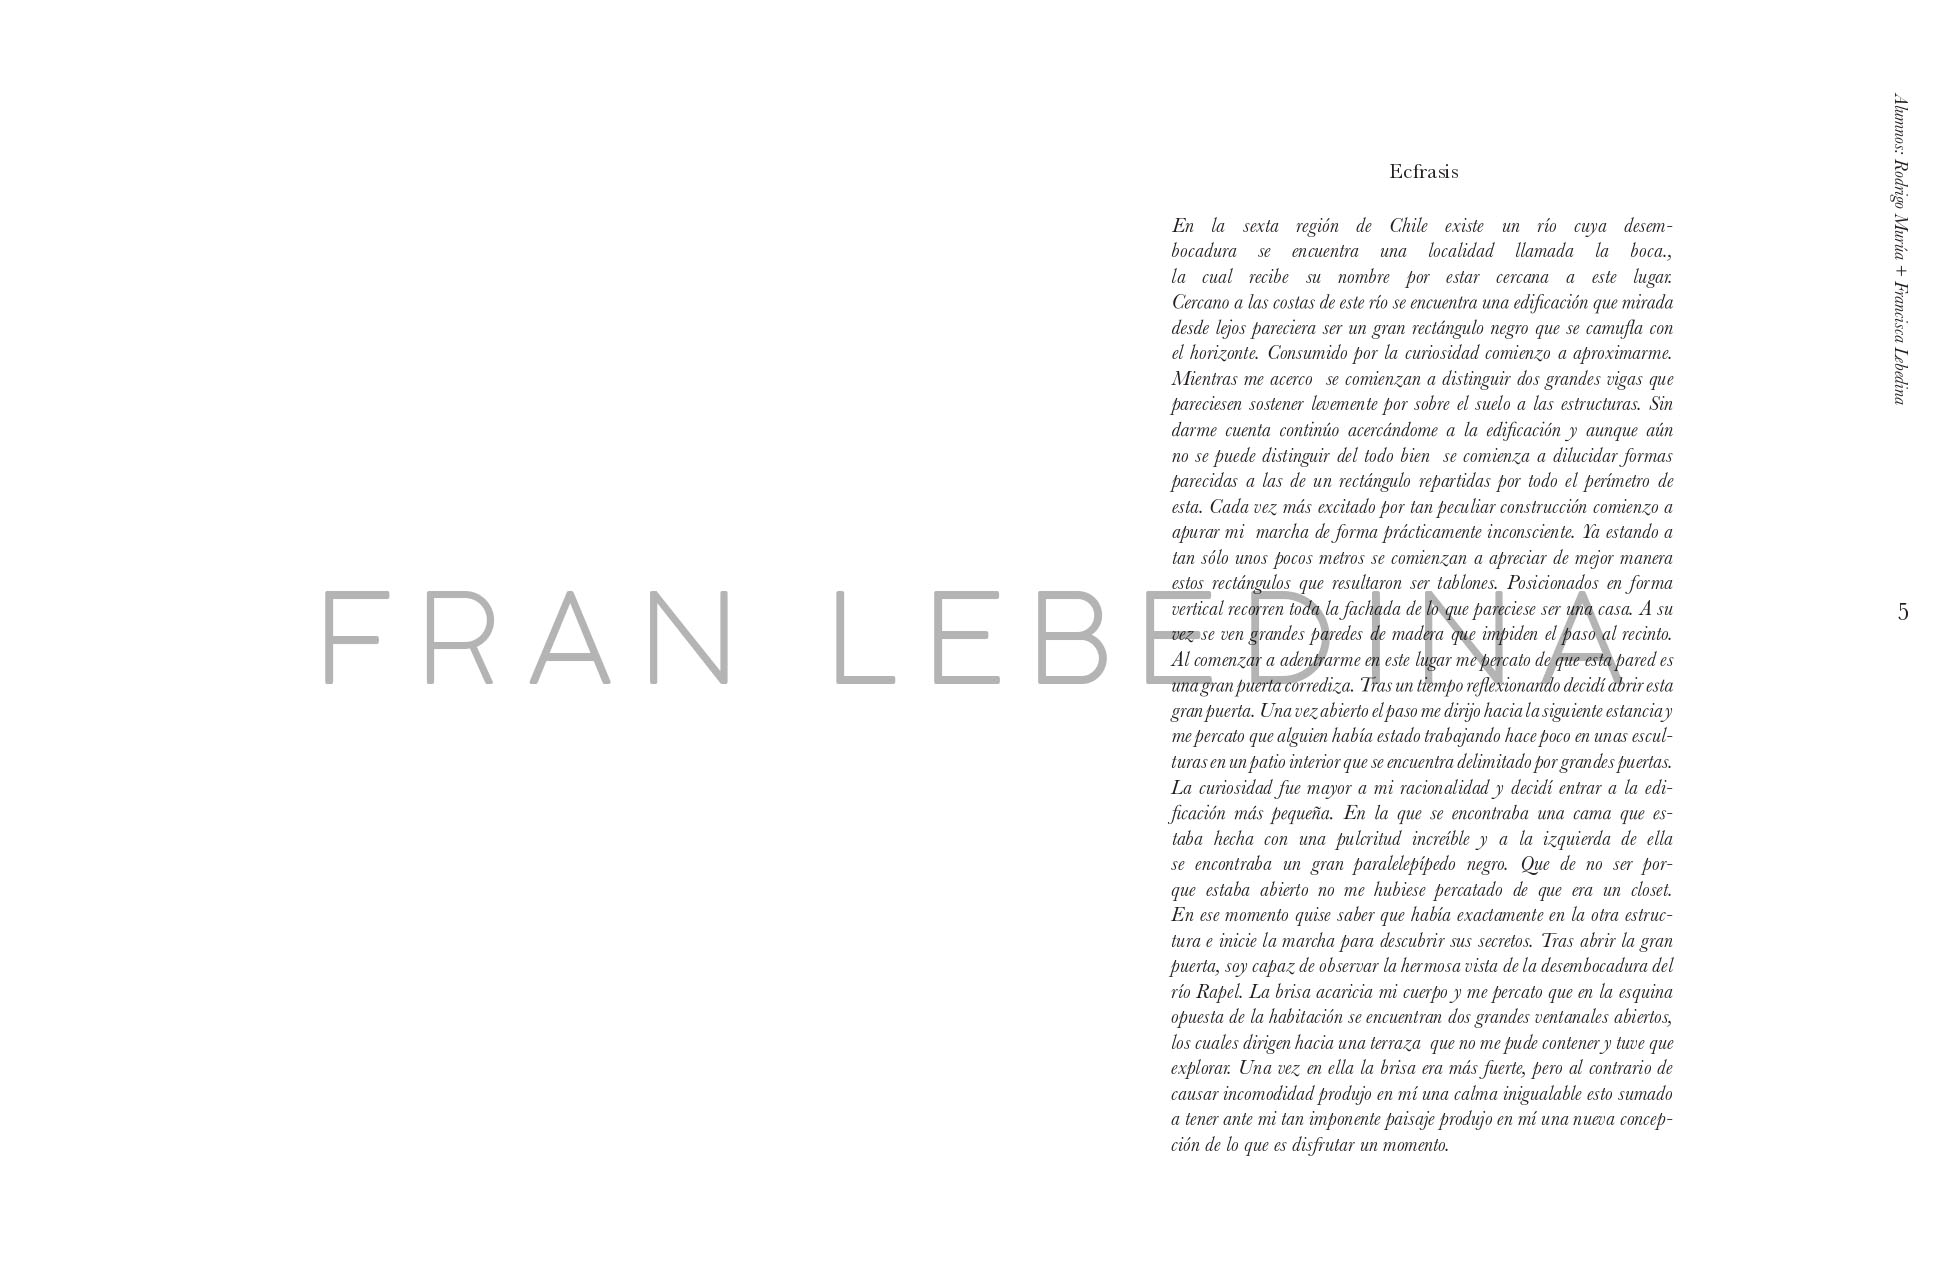 Ecfrasis
En la sexta región de Chile existe un río cuya desem-
bocadura se encuentra una localidad llamada la boca.,
la cual recibe su nombre por estar cercana a este lugar.
Cercano a las costas de este río se encuentra una edificación que mirada
desde lejos pareciera ser un gran rectángulo negro que se camufla con
el horizonte. Consumido por la curiosidad comienzo a aproximarme.
Mientras me acerco se comienzan a distinguir dos grandes vigas que
pareciesen sostener levemente por sobre el suelo a las estructuras. Sin
darme cuenta continúo acercándome a la edificación y aunque aún
no se puede distinguir del todo bien se comienza a dilucidar formas
parecidas a las de un rectángulo repartidas por todo el perímetro de
esta. Cada vez más excitado por tan peculiar construcción comienzo a
apurar mi marcha de forma prácticamente inconsciente. Ya estando a
tan sólo unos pocos metros se comienzan a apreciar de mejor manera
estos rectángulos que resultaron ser tablones. Posicionados en forma
vertical recorren toda la fachada de lo que pareciese ser una casa. A su
vez se ven grandes paredes de madera que impiden el paso al recinto.
Al comenzar a adentrarme en este lugar me percato de que esta pared es
una gran puerta corrediza. Tras un tiempo reflexionando decidí abrir esta
gran puerta. Una vez abierto el paso me dirijo hacia la siguiente estancia y
me percato que alguien había estado trabajando hace poco en unas escul-
turas en un patio interior que se encuentra delimitado por grandes puertas.
La curiosidad fue mayor a mi racionalidad y decidí entrar a la edi-
ficación más pequeña. En la que se encontraba una cama que es-
taba hecha con una pulcritud increíble y a la izquierda de ella
se encontraba un gran paralelepípedo negro. Que de no ser por-
que estaba abierto no me hubiese percatado de que era un closet.
En ese momento quise saber que había exactamente en la otra estruc-
tura e inicie la marcha para descubrir sus secretos. Tras abrir la gran
puerta, soy capaz de observar la hermosa vista de la desembocadura del
río Rapel. La brisa acaricia mi cuerpo y me percato que en la esquina
opuesta de la habitación se encuentran dos grandes ventanales abiertos,
los cuales dirigen hacia una terraza que no me pude contener y tuve que
explorar. Una vez en ella la brisa era más fuerte, pero al contrario de
causar incomodidad produjo en mí una calma inigualable esto sumado
a tener ante mi tan imponente paisaje produjo en mí una nueva concep-
ción de lo que es disfrutar un momento.
Alumnos: Rodrigo Murúa + Francisca Lebedina
5
FRAN LEBEDINA